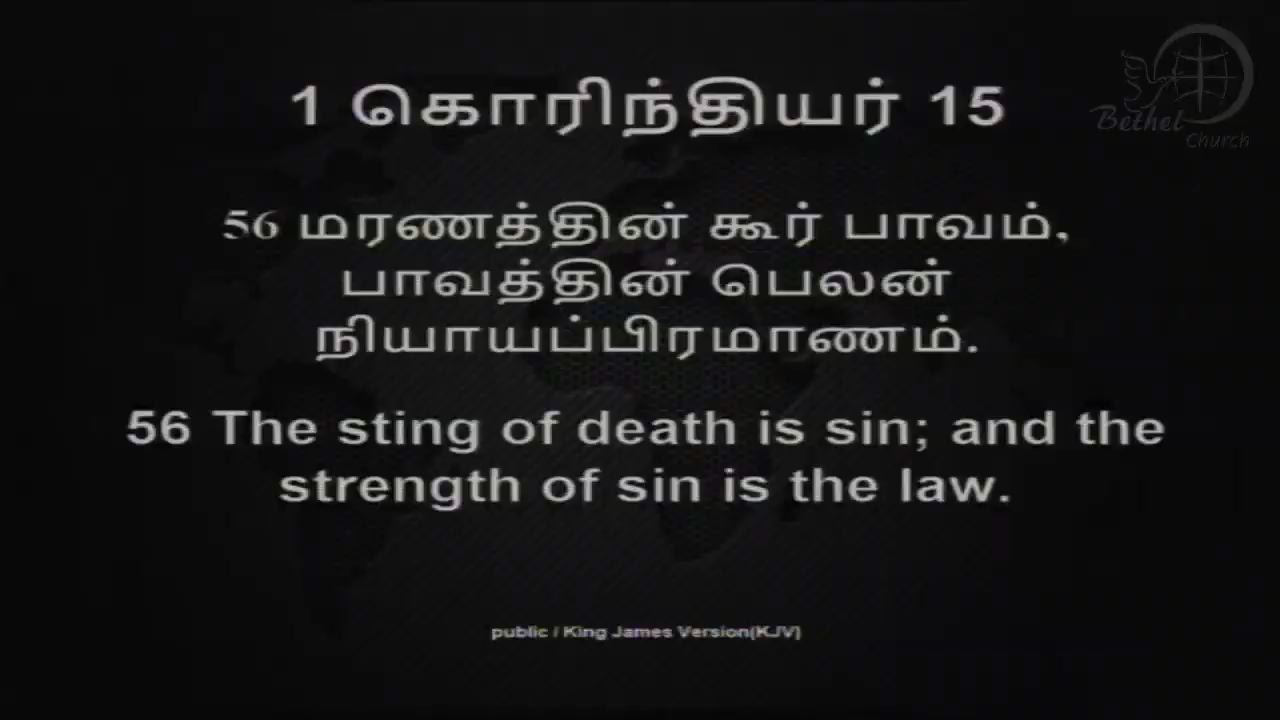 Bethel
Church
1 கொரிந்தியர் 15
56 மரணத்தின் கூர் பாவம்,
பாவத்தின் பெலன்
நியாயப்பிரமாணம்.
56 The sting of death is sin; and the
strength of sin is the law.
public / King James Version(KJV)